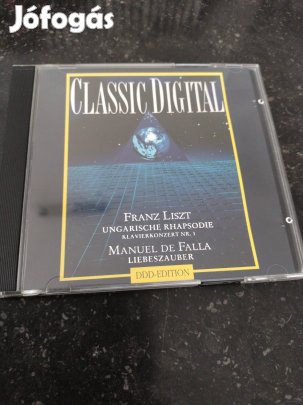 Jófogás
CLASSIC DIGITAL
FRANZ LISZT
UNGARISCHE RHAPSODIE
KLAVIERKONZERT NR. 1
MANUEL DE FALLA
LIEBESZAUBER
DDD-EDITION